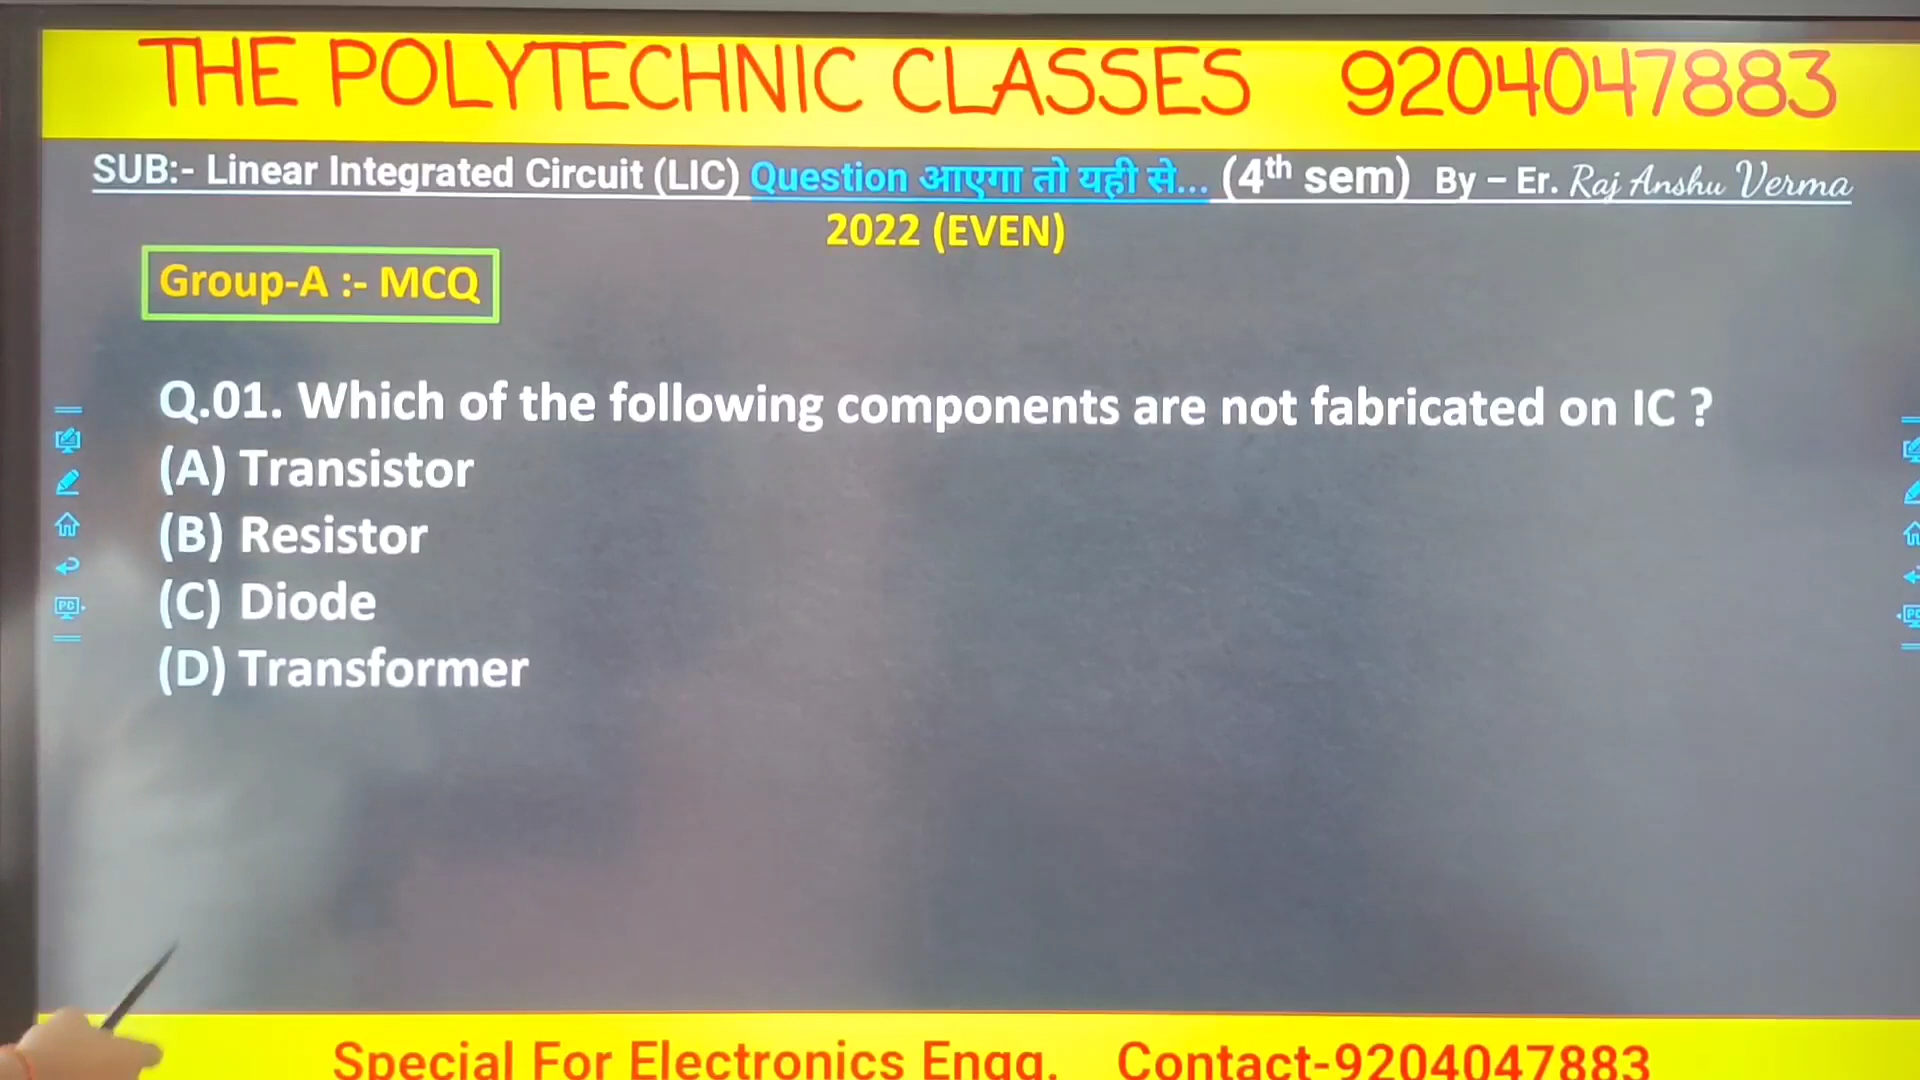 THE POLYTECHNIC CLASSES 9204047883
SUB:- Linear Integrated Circuit (LIC) Question आएगा तो यही से... (4th sem) By – Er. Raj Anshu Verma
2022 (EVEN)
Group-A :- MCQ
Q.01. Which of the following components are not fabricated on IC ?
(A) Transistor
(B) Resistor
(C) Diode
(D) Transformer
PC
PC
Special For Electronics Engg. Contact-9204047883